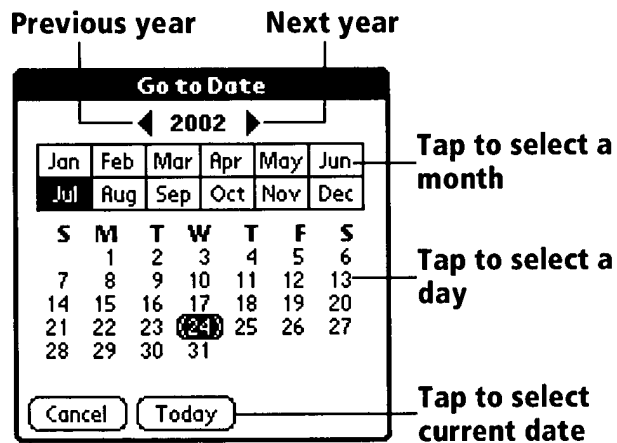 Previous year Next year
Go to Date
2002
Jan Feb Mar Apr May Jun
Tap to select a
month
Jul Aug Sep Oct Nov Dec
S M T W T F S
1 2 3 4 5 6
Tap to select a
day
7 8 9 10 11 12 13
14 15 16 17 18 19 20
21 22 23 24 25 26 27
28 29 30 31
Cancel Today
Tap to select
current date